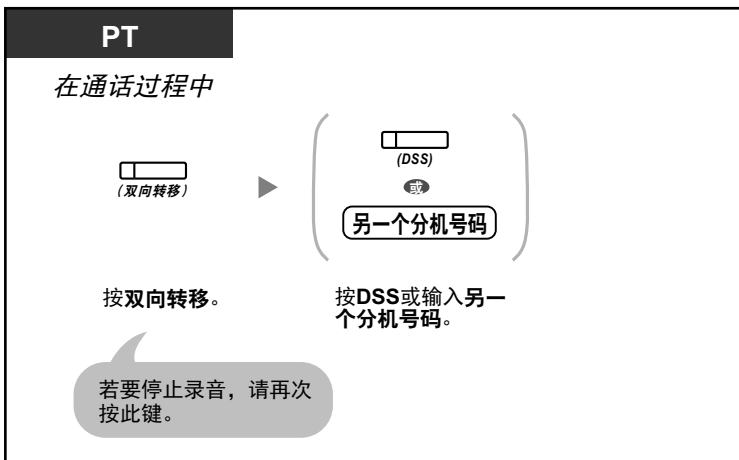 PT
在通话过程中
(双向转移)
(DSS)
或
另一个分机号码
按双向转移。
按DSS或输入另一
个分机号码。
若要停止录音，请再次
按此键。